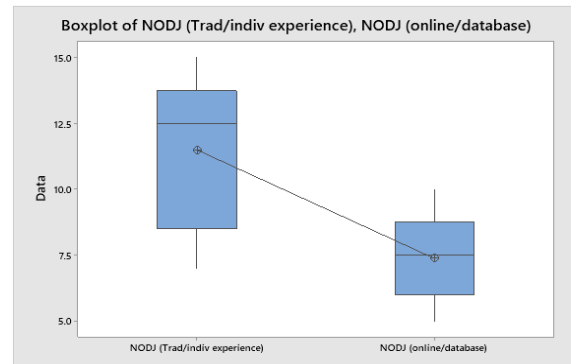 Boxplot of NODJ (Trad/indiv experience), NODJ (online/database)
15.0
12.5
10.0
7.5
5.0
Data
NODJ (Trad/indiv experience)
NODJ (online/database)